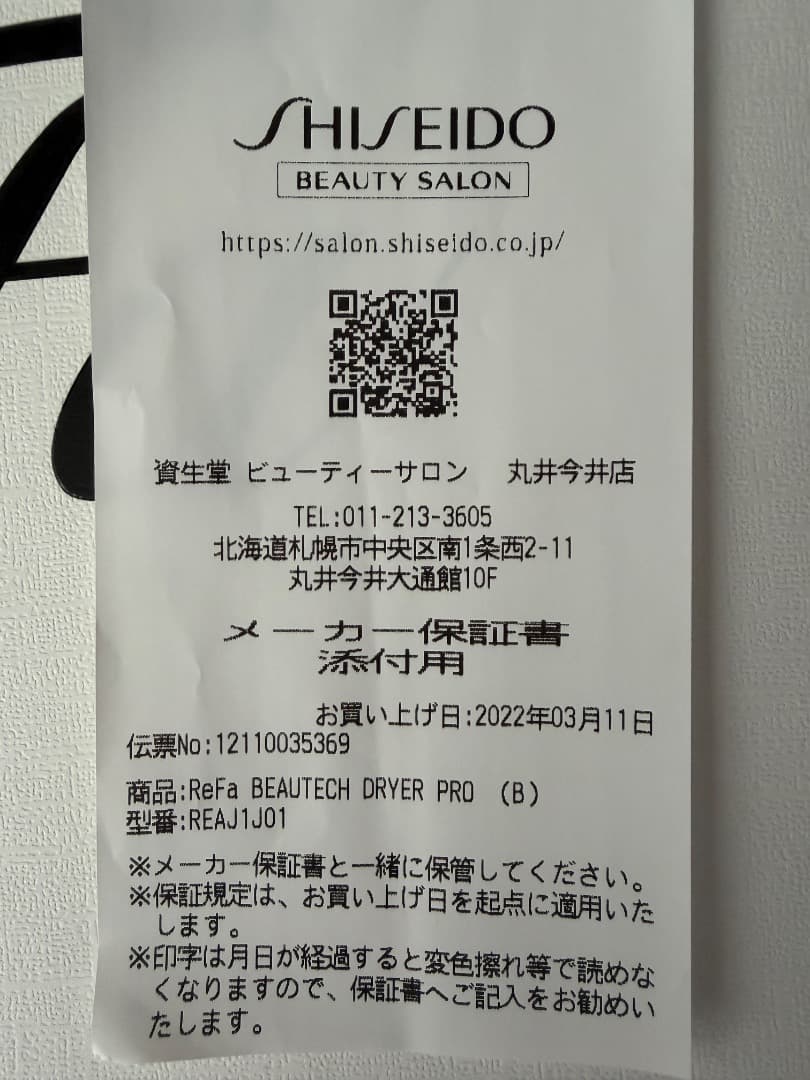 SHISEIDO
BEAUTY SALON
https://salon.shiseido.co.jp/
資生堂 ビューティーサロン 丸井今井店
TEL:011-213-3605
北海道札幌市中央区南1条西2-11
丸井今井大通館10F
メーカー保証書
添付用
お買い上げ日:2022年03月11日
伝票No:12110035369
商品:ReFa BEAUTECH DRYER PRO (B)
型番:REAJ1J01
※メーカー保証書と一緒に保管してください。
※保証規定は、お買い上げ日を起点に適用いた
します。
※印字は月日が経過すると変色擦れ等で読めな
くなりますので、保証書へご記入をお勧めい
たします。